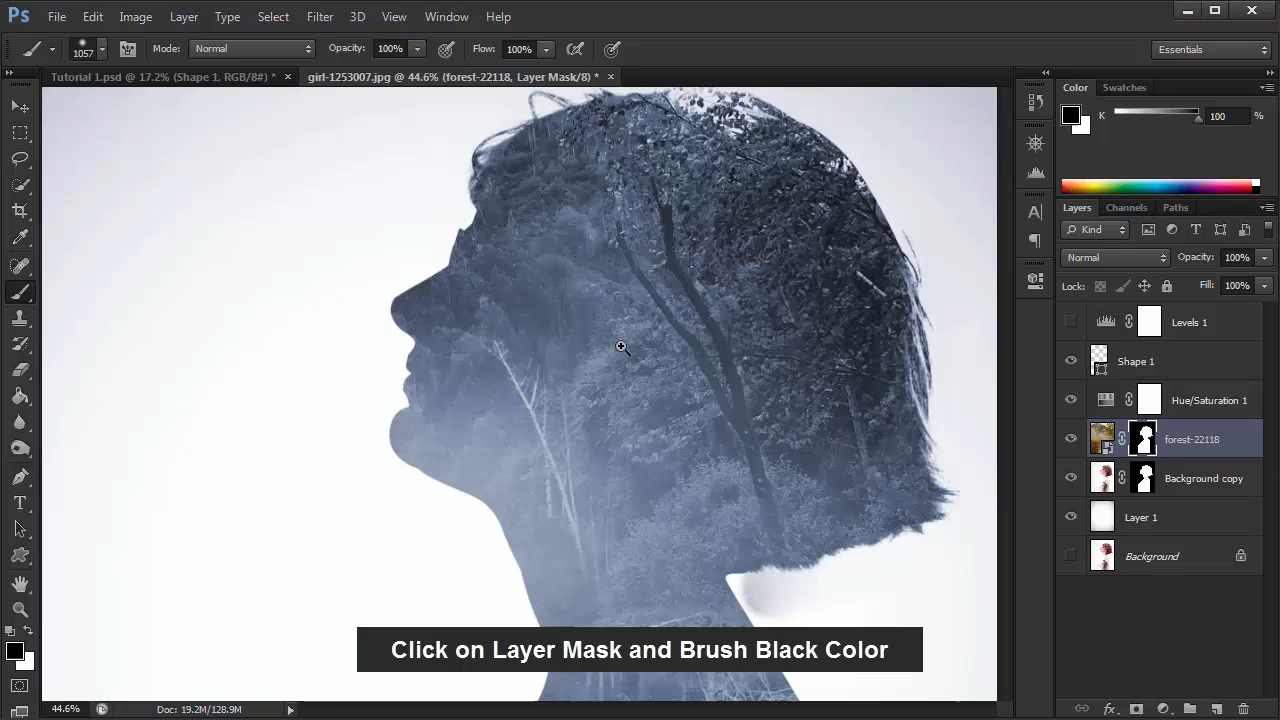 Ps File Edit Image Layer Type Select Filter 3D View Window Help
1057 Mode: Normal Opacity: 100% Flow: 100% Essentials
Tutorial 1.psd @ 17.2% (Shape 1, RGB/8#) * × girl-1253007.jpg @ 44.6% (forest-22118, Layer Mask/8) * ×
Color Swatches
K 100 %
Layers Channels Paths
Kind T
Normal Opacity: 100%
Lock: Fill: 100%
Levels 1
Shape 1
Hue/Saturation 1
forest-22118
Background copy
Layer 1
Background
Click on Layer Mask and Brush Black Color
44.6% Doc: 19.2M/128.9M fx